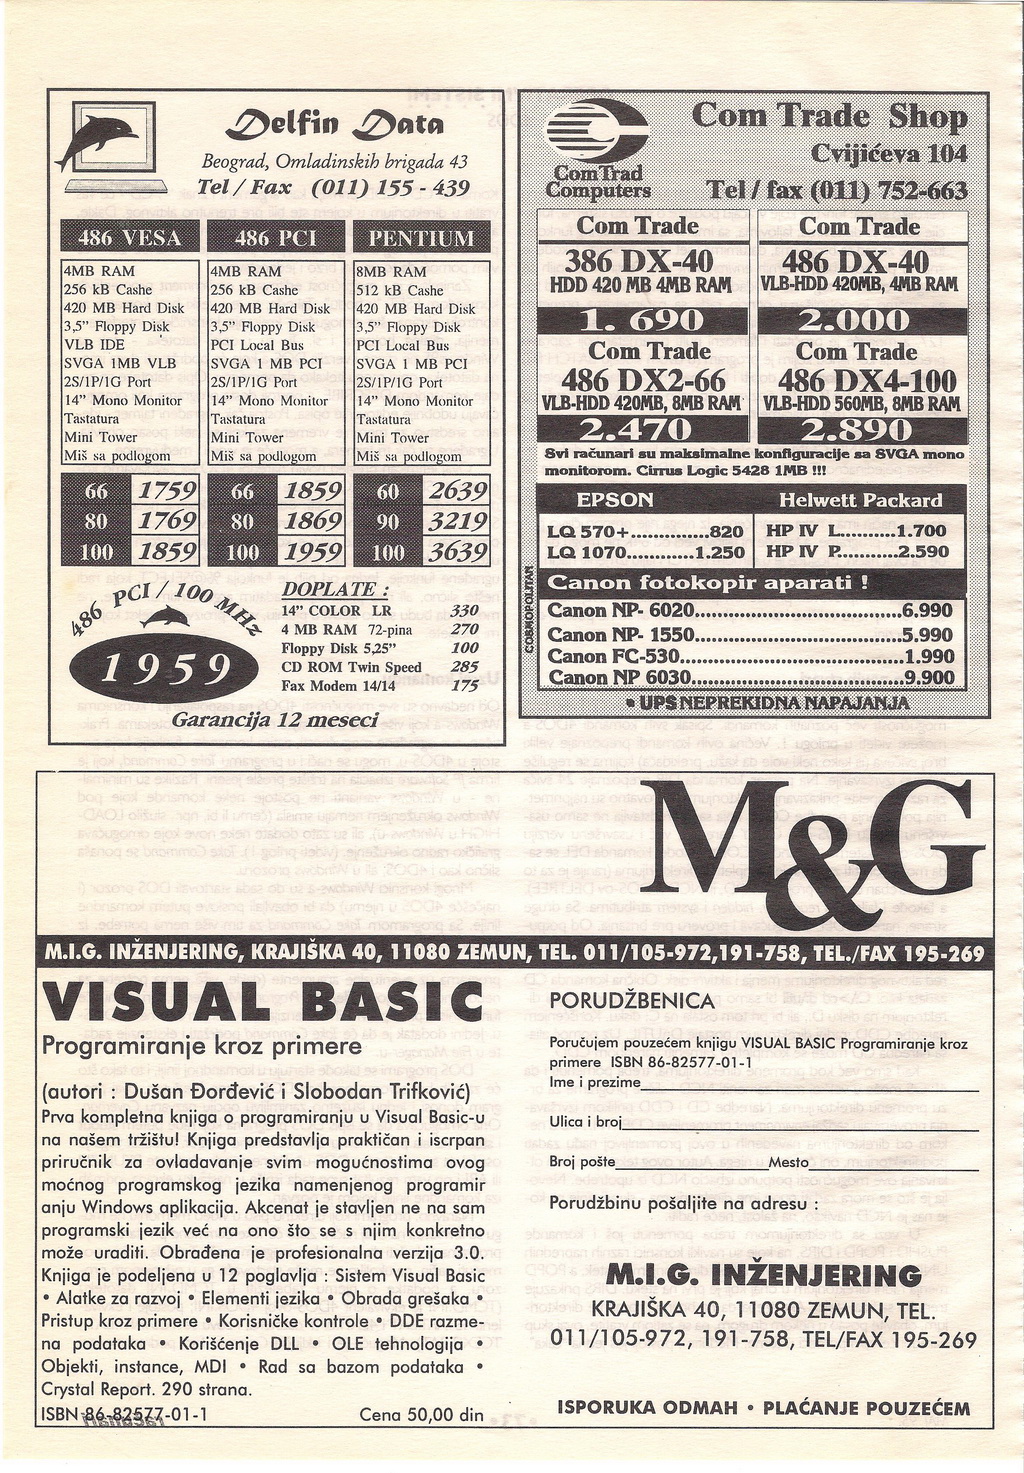 Delfin Data
Beograd, Omladinskih brigada 43
Tel / Fax (011) 155 - 439
486 VESA
4MB RAM
256 kB Cashe
420 MB Hard Disk
3,5” Floppy Disk
VLB IDE
SVGA 1MB VLB
2S/1P/1G Port
14” Mono Monitor
Tastatura
Mini Tower
Miš sa podlogom
66 1759
80 1769
100 1859
486 PCI
4MB RAM
256 kB Cashe
420 MB Hard Disk
3,5” Floppy Disk
PCI Local Bus
SVGA 1 MB PCI
2S/1P/1G Port
14” Mono Monitor
Tastatura
Mini Tower
Miš sa podlogom
66 1859
80 1869
100 1959
PENTIUM
8MB RAM
512 kB Cashe
420 MB Hard Disk
3,5” Floppy Disk
PCI Local Bus
SVGA 1 MB PCI
2S/1P/1G Port
14” Mono Monitor
Tastatura
Mini Tower
Miš sa podlogom
60 2639
90 3219
100 3639
486 PCI / 100 MHz
1959
DOPLATE :
14” COLOR LR 330
4 MB RAM 72-pina 270
Floppy Disk 5,25” 100
CD ROM Twin Speed 285
Fax Modem 14/14 175
Garancija 12 meseci
ComTrad
Computers
Com Trade Shop
Cvijićeva 104
Tel / fax (011) 752-663
Com Trade
386 DX-40
HDD 420 MB 4MB RAM
1. 690
Com Trade
486 DX-40
VLB-HDD 420MB, 4MB RAM
2.000
Com Trade
486 DX2-66
VLB-HDD 420MB, 8MB RAM
2.470
Com Trade
486 DX4-100
VLB-HDD 560MB, 8MB RAM
2.890
Svi računari su maksimalne konfiguracije sa SVGA mono
monitorom. Cirrus Logic 5428 1MB !!!
EPSON Helwett Packard
LQ 570+...............820 HP IV L..........1.700
LQ 1070............1.250 HP IV P..........2.590
Canon fotokopir aparati !
Canon NP- 6020........................................6.990
Canon NP- 1550........................................5.990
Canon FC-530...........................................1.990
Canon NP 6030.........................................9.900
UPS NEPREKIDNA NAPAJANJA
COSMOPOLITAN
M&G
M.I.G. INŽENJERING, KRAJIŠKA 40, 11080 ZEMUN, TEL. 011/105-972,191-758, TEL./FAX 195-269
VISUAL BASIC
Programiranje kroz primere
(autori : Dušan Đorđević i Slobodan Trifković)
Prva kompletna knjiga o programiranju u Visual Basic-u
na našem tržištu! Knjiga predstavlja praktičan i iscrpan
priručnik za ovladavanje svim mogućnostima ovog
moćnog programskog jezika namenjenog programir
anju Windows aplikacija. Akcenat je stavljen ne na sam
programski jezik već na ono što se s njim konkretno
može uraditi. Obrađena je profesionalna verzija 3.0.
Knjiga je podeljena u 12 poglavlja : Sistem Visual Basic
• Alatke za razvoj • Elementi jezika • Obrada grešaka •
Pristup kroz primere • Korisničke kontrole • DDE razme-
na podataka • Korišćenje DLL • OLE tehnologija •
Objekti, instance, MDI • Rad sa bazom podataka •
Crystal Report. 290 strana.
ISBN 86-82577-01-1 Cena 50,00 din
PORUDŽBENICA
Poručujem pouzećem knjigu VISUAL BASIC Programiranje kroz
primere ISBN 86-82577-01-1
Ime i prezime
Ulica i broj
Broj pošte Mesto
Porudžbinu pošaljite na adresu :
M.I.G. INŽENJERING
KRAJIŠKA 40, 11080 ZEMUN, TEL.
011/105-972, 191-758, TEL/FAX 195-269
ISPORUKA ODMAH • PLAĆANJE POUZEĆEM